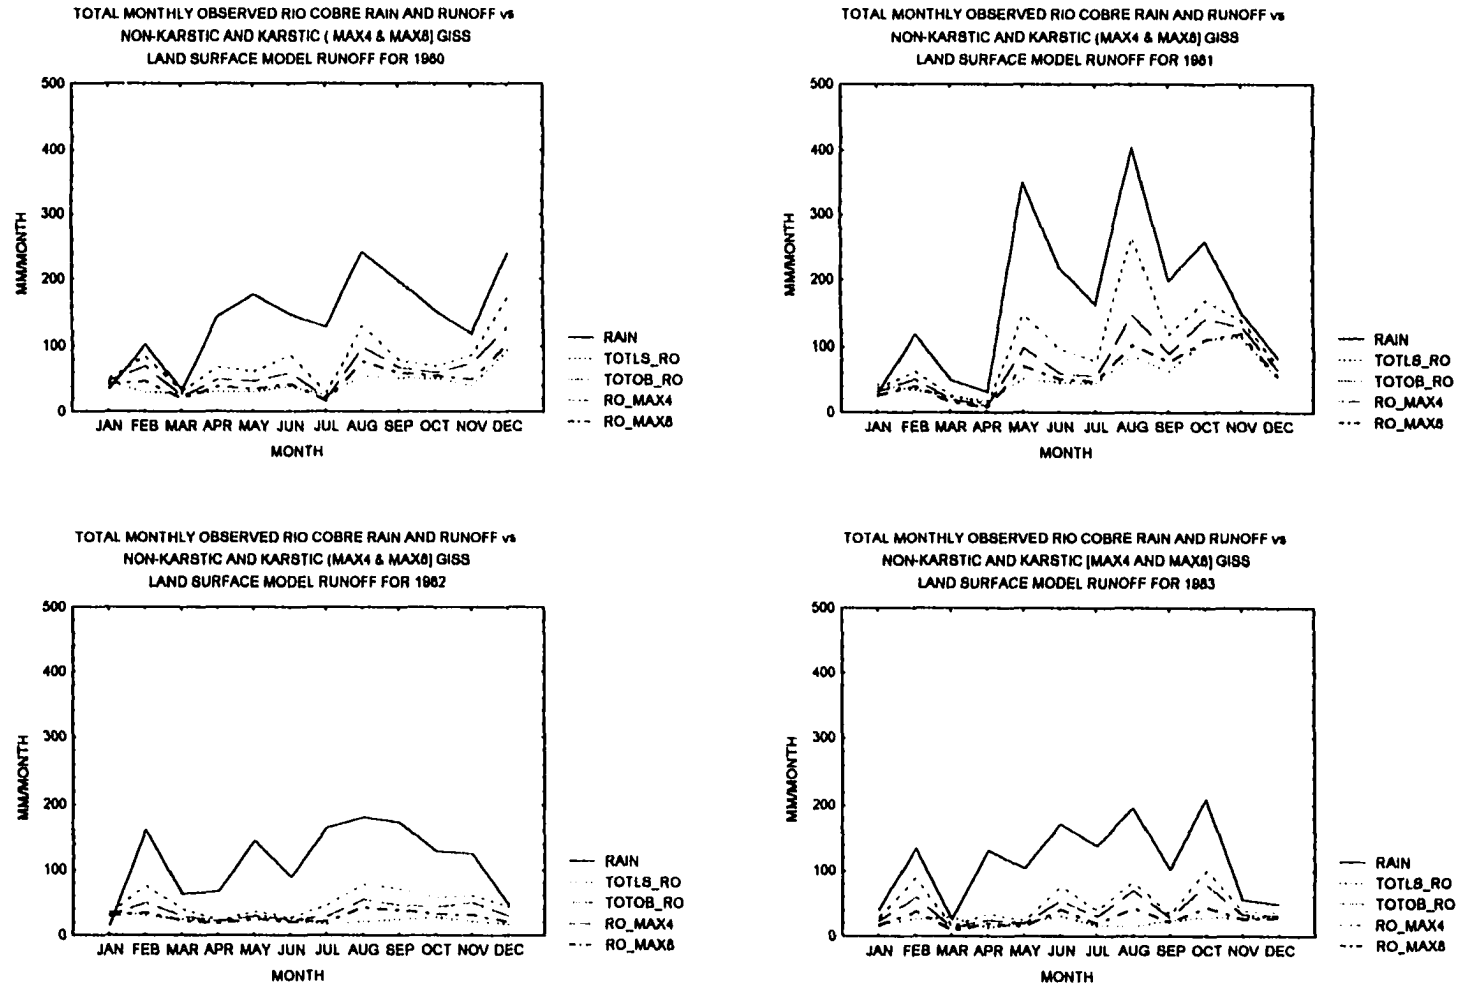 TOTAL MONTHLY OBSERVED RIO COBRE RAIN AND RUNOFF vs
NON-KARSTIC AND KARSTIC ( MAX4 & MAX8] GISS
LAND SURFACE MODEL RUNOFF FOR 1980
500
400
300
200
100
0
MM/MONTH
JAN FEB MAR APR MAY JUN JUL AUG SEP OCT NOV DEC
MONTH
RAIN
TOTLS_RO
TOTOB_RO
RO_MAX4
RO_MAX8
TOTAL MONTHLY OBSERVED RIO COBRE RAIN AND RUNOFF vs
NON-KARSTIC AND KARSTIC (MAX4 & MAX8] GISS
LAND SURFACE MODEL RUNOFF FOR 1981
500
400
300
200
100
0
MM/MONTH
JAN FEB MAR APR MAY JUN JUL AUG SEP OCT NOV DEC
MONTH
RAIN
TOTLS_RO
TOTOB_RO
RO_MAX4
RO_MAX8
TOTAL MONTHLY OBSERVED RIO COBRE RAIN AND RUNOFF vs
NON-KARSTIC AND KARSTIC (MAX4 & MAX8] GISS
LAND SURFACE MODEL RUNOFF FOR 1982
500
400
300
200
100
0
MM/MONTH
JAN FEB MAR APR MAY JUN JUL AUG SEP OCT NOV DEC
MONTH
RAIN
TOTLS_RO
TOTOB_RO
RO_MAX4
RO_MAX8
TOTAL MONTHLY OBSERVED RIO COBRE RAIN AND RUNOFF vs
NON-KARSTIC AND KARSTIC [MAX4 AND MAX8] GISS
LAND SURFACE MODEL RUNOFF FOR 1983
500
400
300
200
100
0
MM/MONTH
JAN FEB MAR APR MAY JUN JUL AUG SEP OCT NOV DEC
MONTH
RAIN
TOTLS_RO
TOTOB_RO
RO_MAX4
RO_MAX8